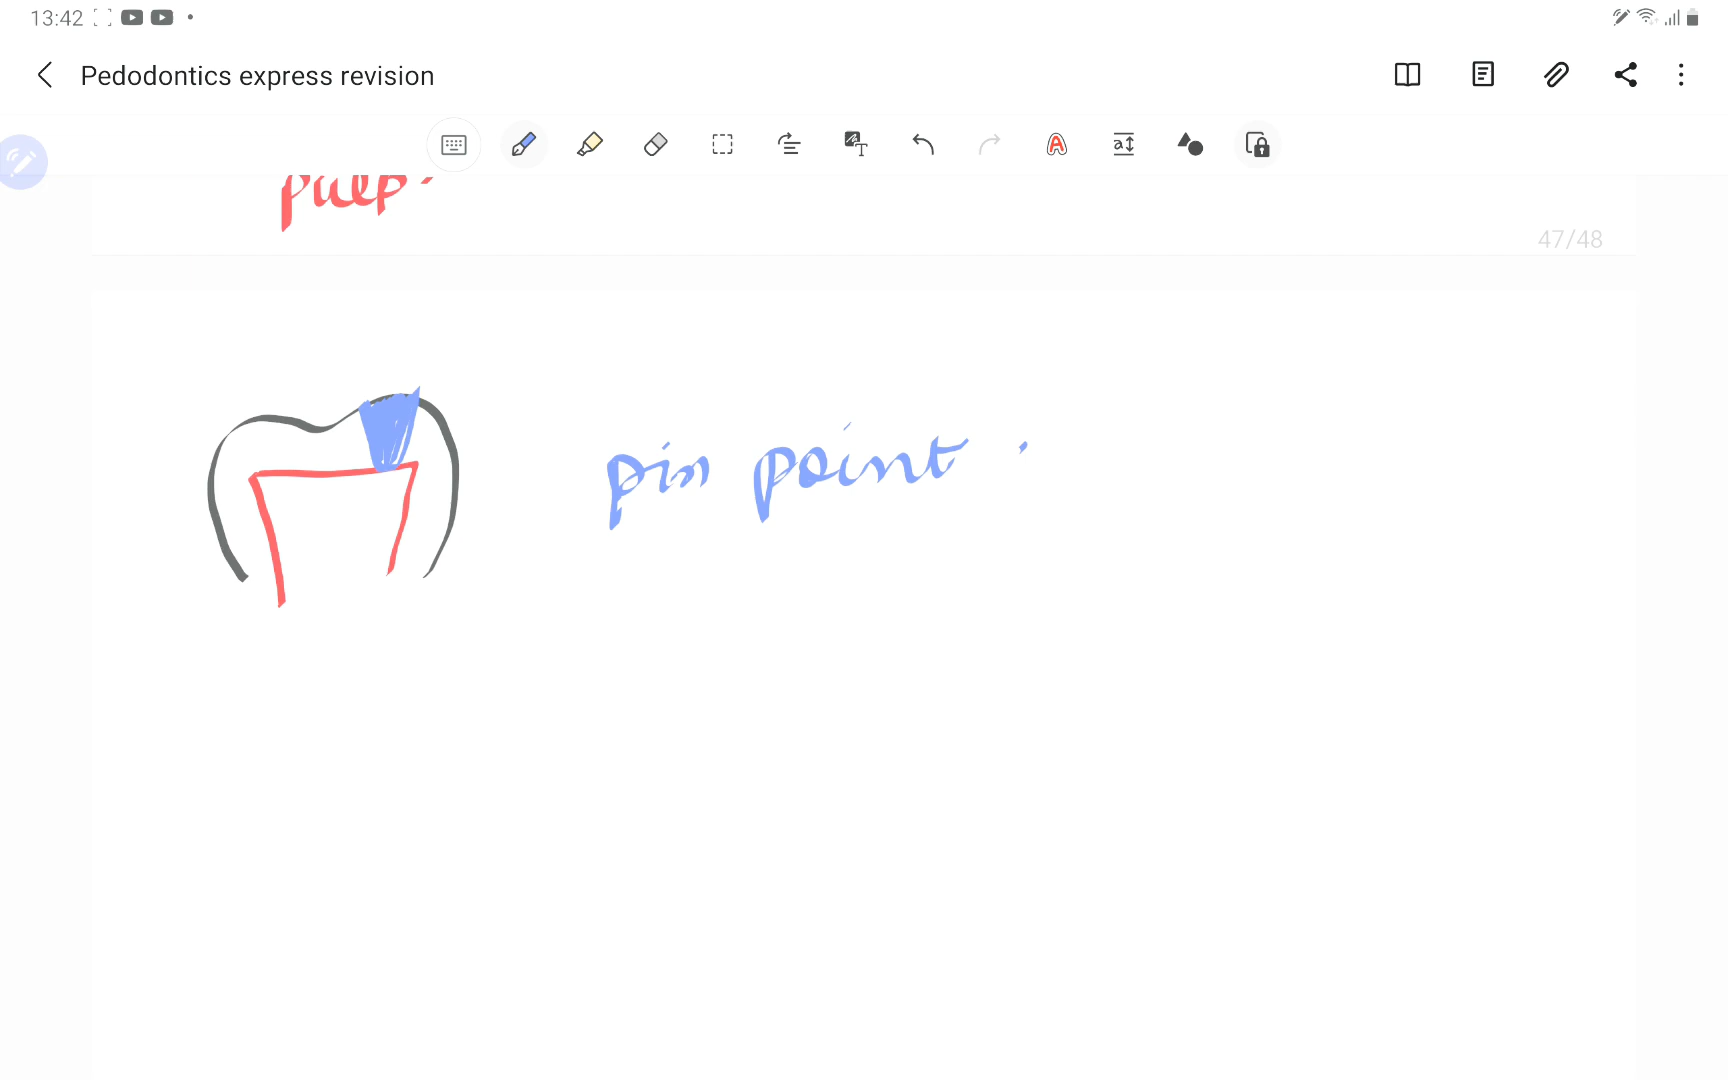 13:42
Pedodontics express revision
pulp.
47/48
pin point .